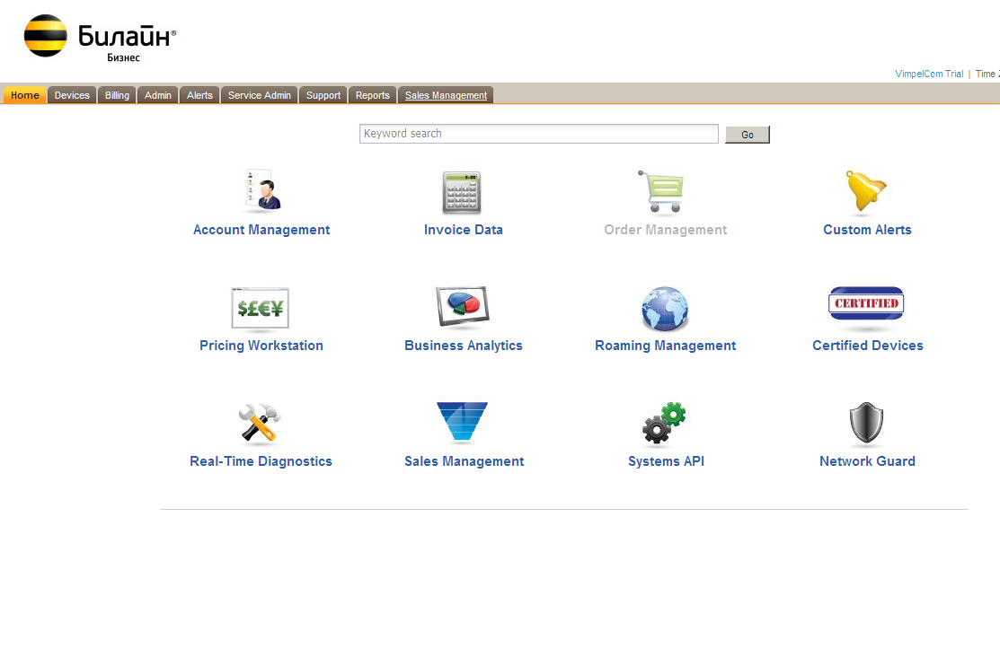 Билайн®
Бизнес
VimpelCom Trial | Time
Home Devices Billing Admin Alerts Service Admin Support Reports Sales Management
Keyword search Go
Account Management Invoice Data Order Management Custom Alerts
$£€¥ CERTIFIED
Pricing Workstation Business Analytics Roaming Management Certified Devices
Real-Time Diagnostics Sales Management Systems API Network Guard